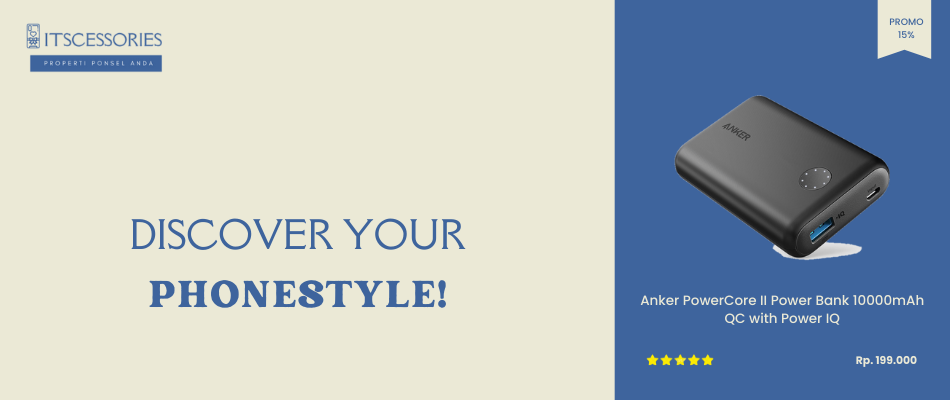 ITSCESSORIES
PROPERTI PONSEL ANDA
DISCOVER YOUR
PHONESTYLE!
PROMO
15%
ANKER
IQ
Anker PowerCore II Power Bank 10000mAh
QC with Power IQ
Rp. 199.000